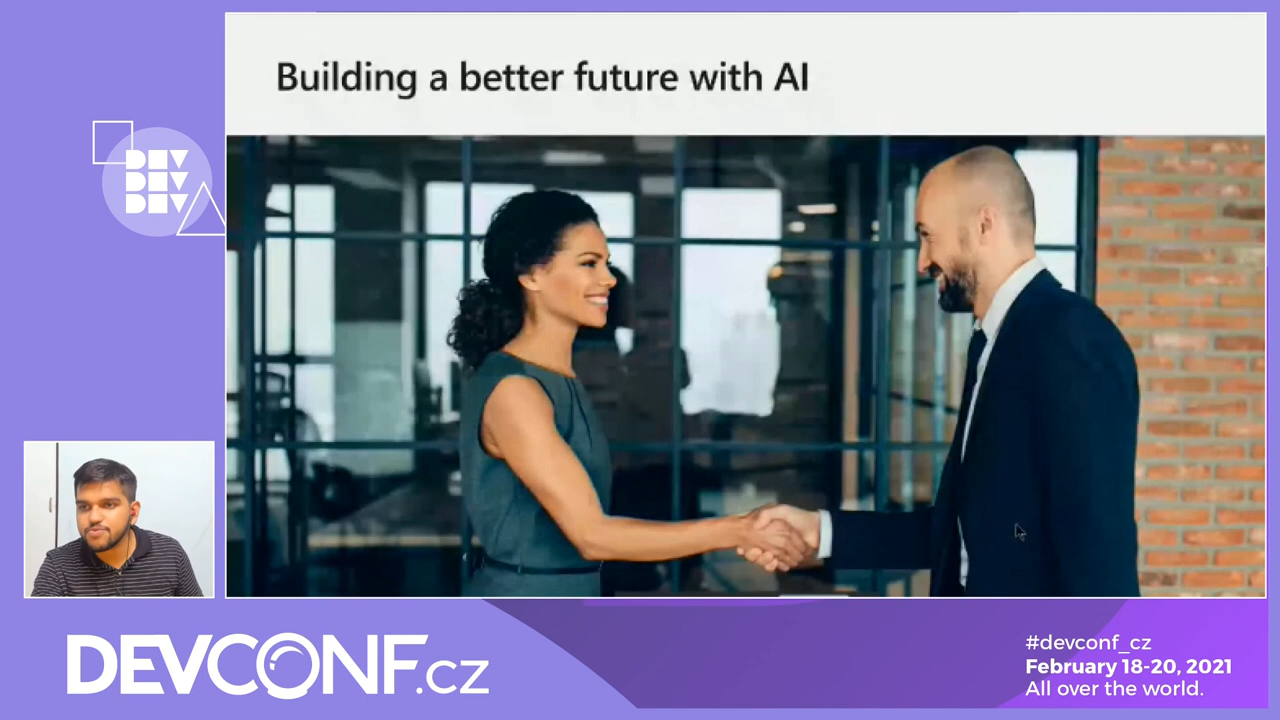 Building a better future with AI
DEV
DEV
DEV
DEVCONF.cz
#devconf_cz
February 18-20, 2021
All over the world.